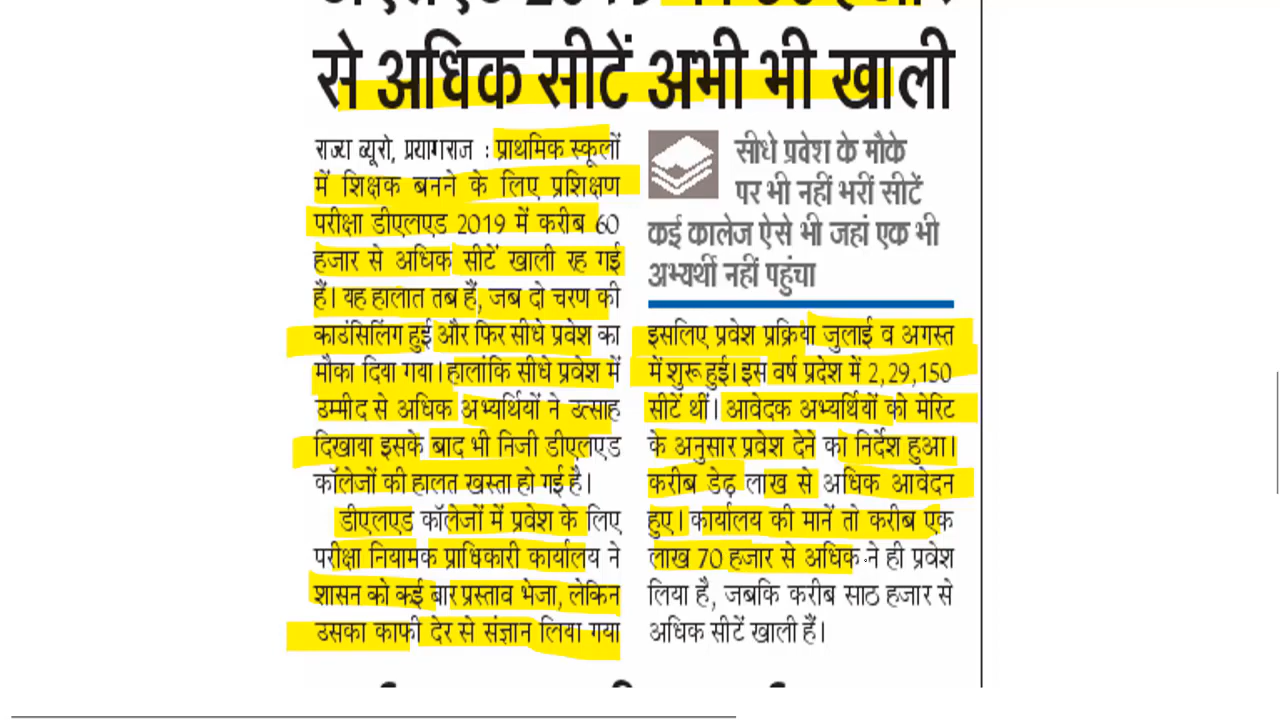 से अधिक सीटें अभी भी खाली
राज्य ब्यूरो, प्रयागराज : प्राथमिक स्कूलों
में शिक्षक बनने के लिए प्रशिक्षण
परीक्षा डीएलएड 2019 में करीब 60
हजार से अधिक सीटें खाली रह गई
हैं। यह हालात तब हैं, जब दो चरण की
काउंसिलिंग हुई और फिर सीधे प्रवेश का
मौका दिया गया। हालांकि सीधे प्रवेश में
उम्मीद से अधिक अभ्यर्थियों ने उत्साह
दिखाया इसके बाद भी निजी डीएलएड
कॉलेजों की हालत खस्ता हो गई है।
डीएलएड कॉलेजों में प्रवेश के लिए
परीक्षा नियामक प्राधिकारी कार्यालय ने
शासन को कई बार प्रस्ताव भेजा, लेकिन
उसका काफी देर से संज्ञान लिया गया
सीधे प्रवेश के मौके
पर भी नहीं भरीं सीटें
कई कालेज ऐसे भी जहां एक भी
अभ्यर्थी नहीं पहुंचा
इसलिए प्रवेश प्रक्रिया जुलाई व अगस्त
में शुरू हुई। इस वर्ष प्रदेश में 2,29,150
सीटें थीं। आवेदक अभ्यर्थियों को मेरिट
के अनुसार प्रवेश देने का निर्देश हुआ।
करीब डेढ़ लाख से अधिक आवेदन
हुए। कार्यालय की मानें तो करीब एक
लाख 70 हजार से अधिक ने ही प्रवेश
लिया है, जबकि करीब साठ हजार से
अधिक सीटें खाली हैं।